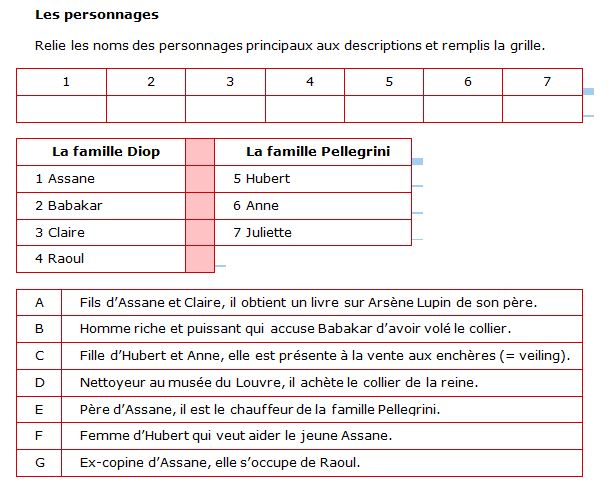 Les personnages
Relie les noms des personnages principaux aux descriptions et remplis la grille.
1 2 3 4 5 6 7
La famille Diop La famille Pellegrini
1 Assane 5 Hubert
2 Babakar 6 Anne
3 Claire 7 Juliette
4 Raoul
A Fils d’Assane et Claire, il obtient un livre sur Arsène Lupin de son père.
B Homme riche et puissant qui accuse Babakar d’avoir volé le collier.
C Fille d’Hubert et Anne, elle est présente à la vente aux enchères (= veiling).
D Nettoyeur au musée du Louvre, il achète le collier de la reine.
E Père d’Assane, il est le chauffeur de la famille Pellegrini.
F Femme d’Hubert qui veut aider le jeune Assane.
G Ex-copine d’Assane, elle s’occupe de Raoul.